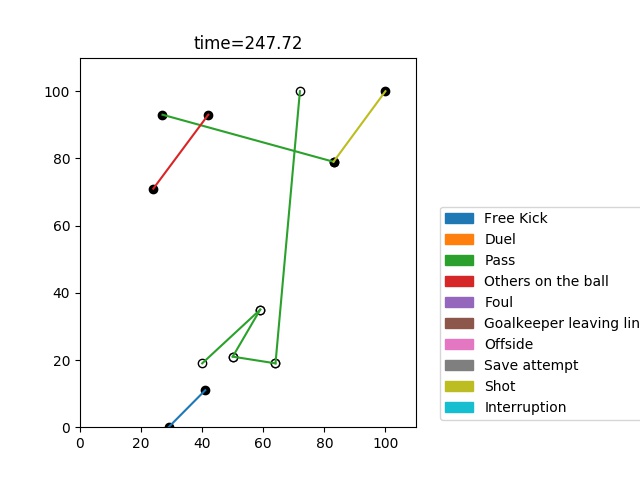 time=247.72
100
80
60
40
20
0
0 20 40 60 80 100
Free Kick
Duel
Pass
Others on the ball
Foul
Goalkeeper leaving lin
Offside
Save attempt
Shot
Interruption